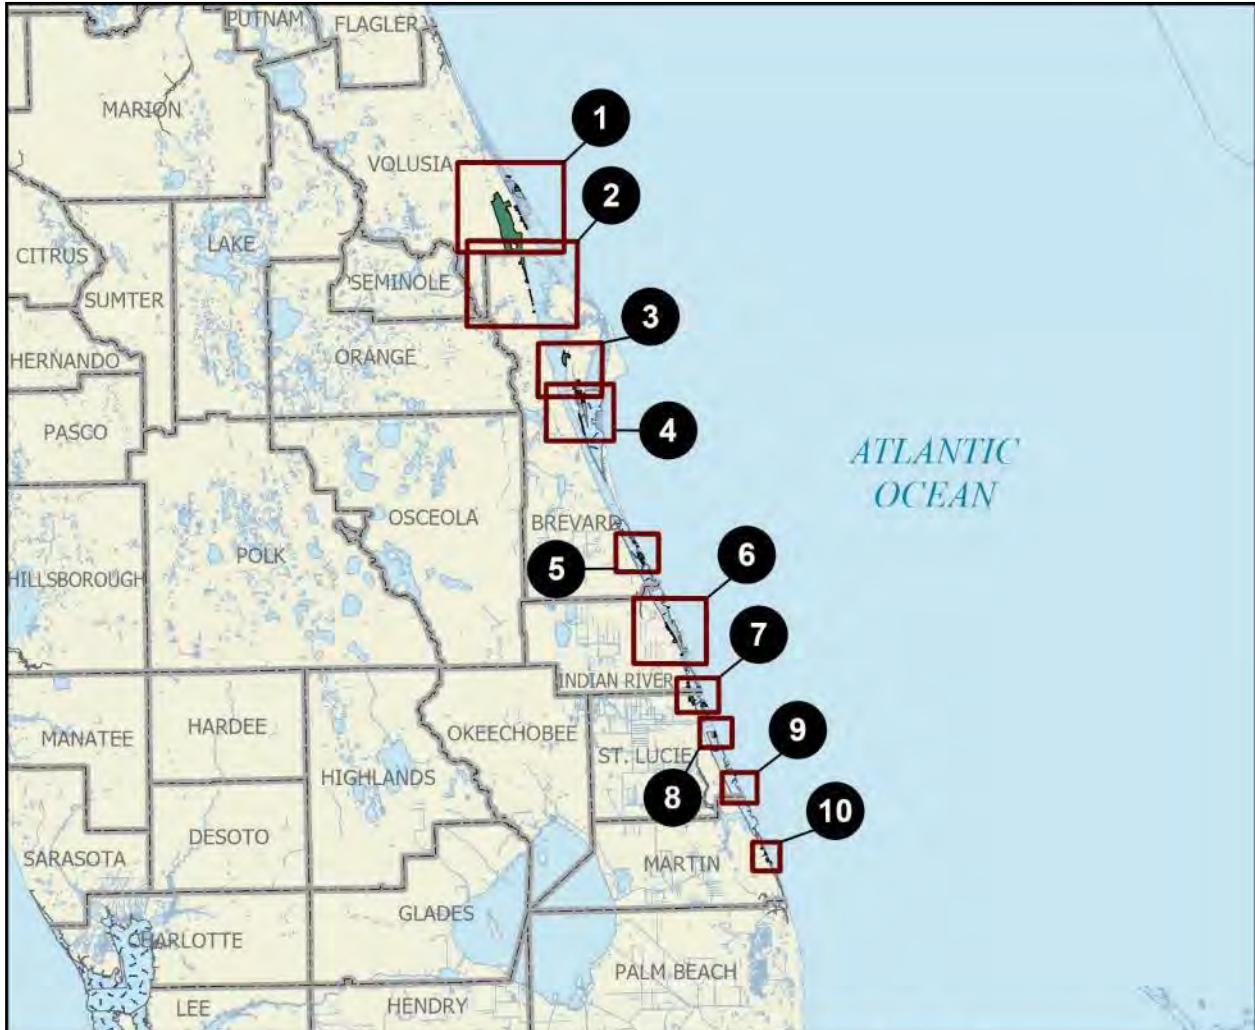 PUTNAM
FLAGLER
MARION
1
VOLUSIA
2
CITRUS
LAKE
SEMINOLE
SUMTER
3
HERNANDO
ORANGE
PASCO
4
ATLANTIC
OCEAN
OSCEOLA
BREVARD
HILLSBOROUGH
POLK
5
6
7
INDIAN RIVER
MANATEE
HARDEE
OKEECHOBEE
9
HIGHLANDS
ST. LUCIE
8
10
DESOTO
SARASOTA
MARTIN
GLADES
CHARLOTTE
PALM BEACH
LEE
HENDRY